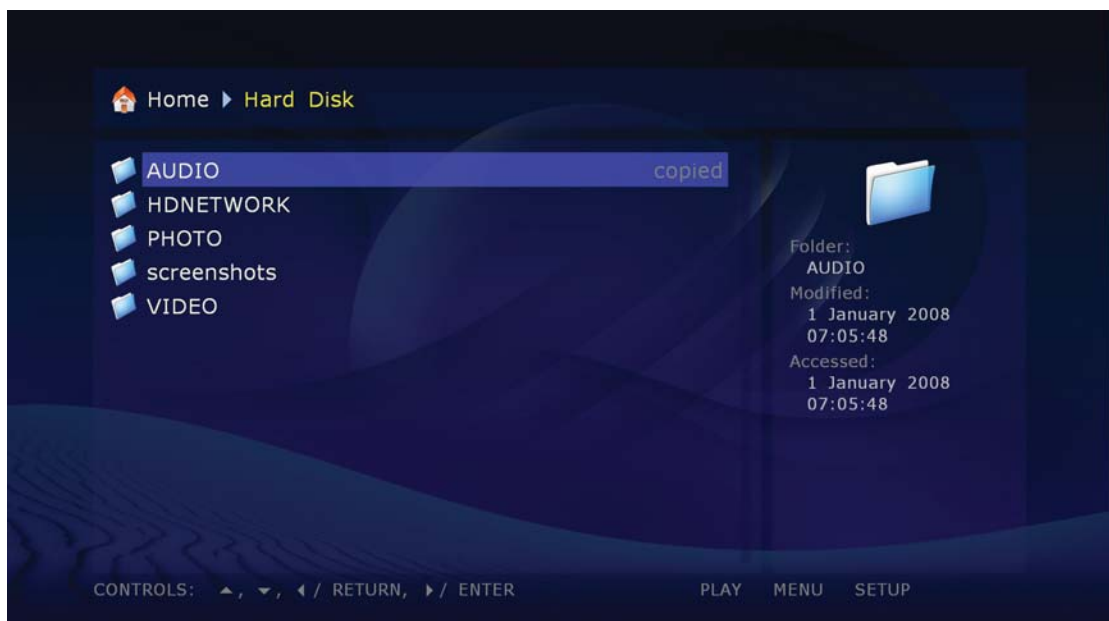 Home ▶ Hard Disk
AUDIO copied
HDNETWORK
PHOTO
screenshots
VIDEO
Folder:
AUDIO
Modified:
1 January 2008
07:05:48
Accessed:
1 January 2008
07:05:48
CONTROLS: ▲, ▼, ◀/ RETURN, ▶/ ENTER PLAY MENU SETUP